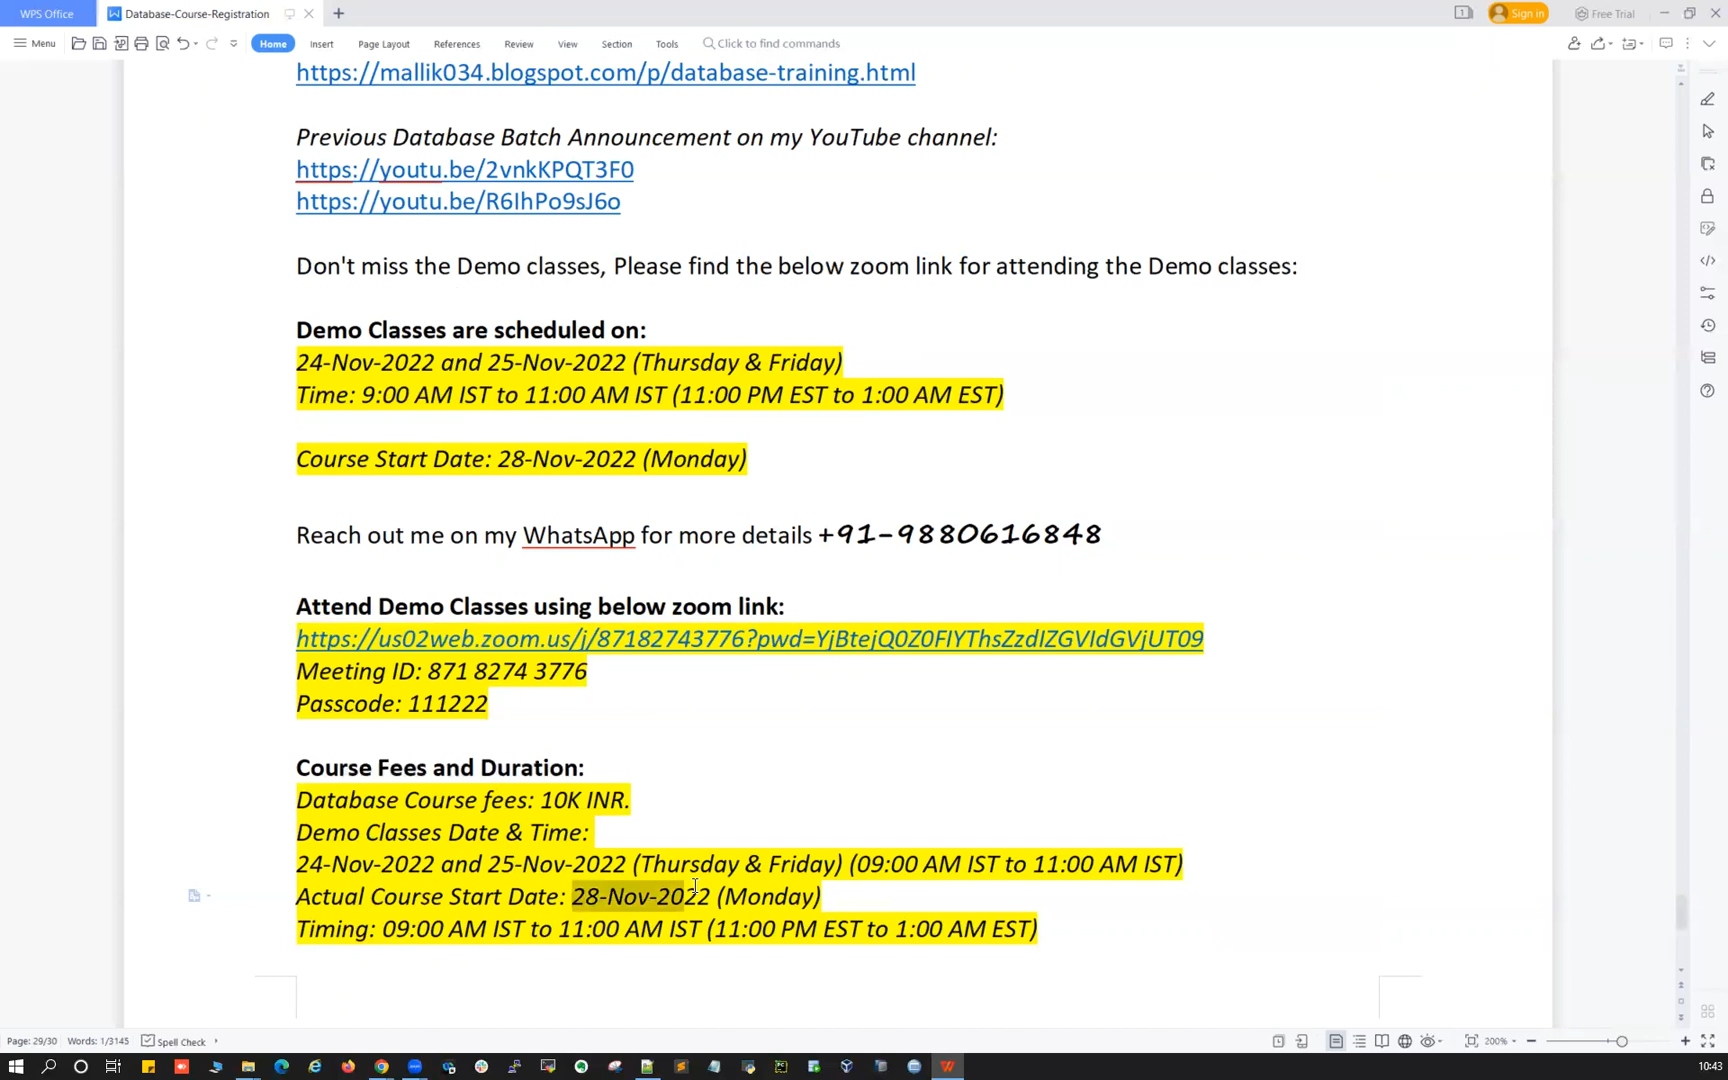 WPS Office
Database-Course-Registration
Sign in
Free Trial
Menu
Home
Insert
Page Layout
References
Review
View
Section
Tools
Click to find commands
https://mallik034.blogspot.com/p/database-training.html
Previous Database Batch Announcement on my YouTube channel:
https://youtu.be/2vnkKPQT3F0
https://youtu.be/R6IhPo9sJ6o
Don't miss the Demo classes, Please find the below zoom link for attending the Demo classes:
Demo Classes are scheduled on:
24-Nov-2022 and 25-Nov-2022 (Thursday & Friday)
Time: 9:00 AM IST to 11:00 AM IST (11:00 PM EST to 1:00 AM EST)
Course Start Date: 28-Nov-2022 (Monday)
Reach out me on my WhatsApp for more details +91-9880616848
Attend Demo Classes using below zoom link:
https://us02web.zoom.us/j/87182743776?pwd=YjBtejQ0Z0FIYThsZzdIZGVIdGVjUT09
Meeting ID: 871 8274 3776
Passcode: 111222
Course Fees and Duration:
Database Course fees: 10K INR.
Demo Classes Date & Time:
24-Nov-2022 and 25-Nov-2022 (Thursday & Friday) (09:00 AM IST to 11:00 AM IST)
Actual Course Start Date: 28-Nov-2022 (Monday)
Timing: 09:00 AM IST to 11:00 AM IST (11:00 PM EST to 1:00 AM EST)
Page: 29/30 Words: 1/3145 Spell Check
200%
10:43